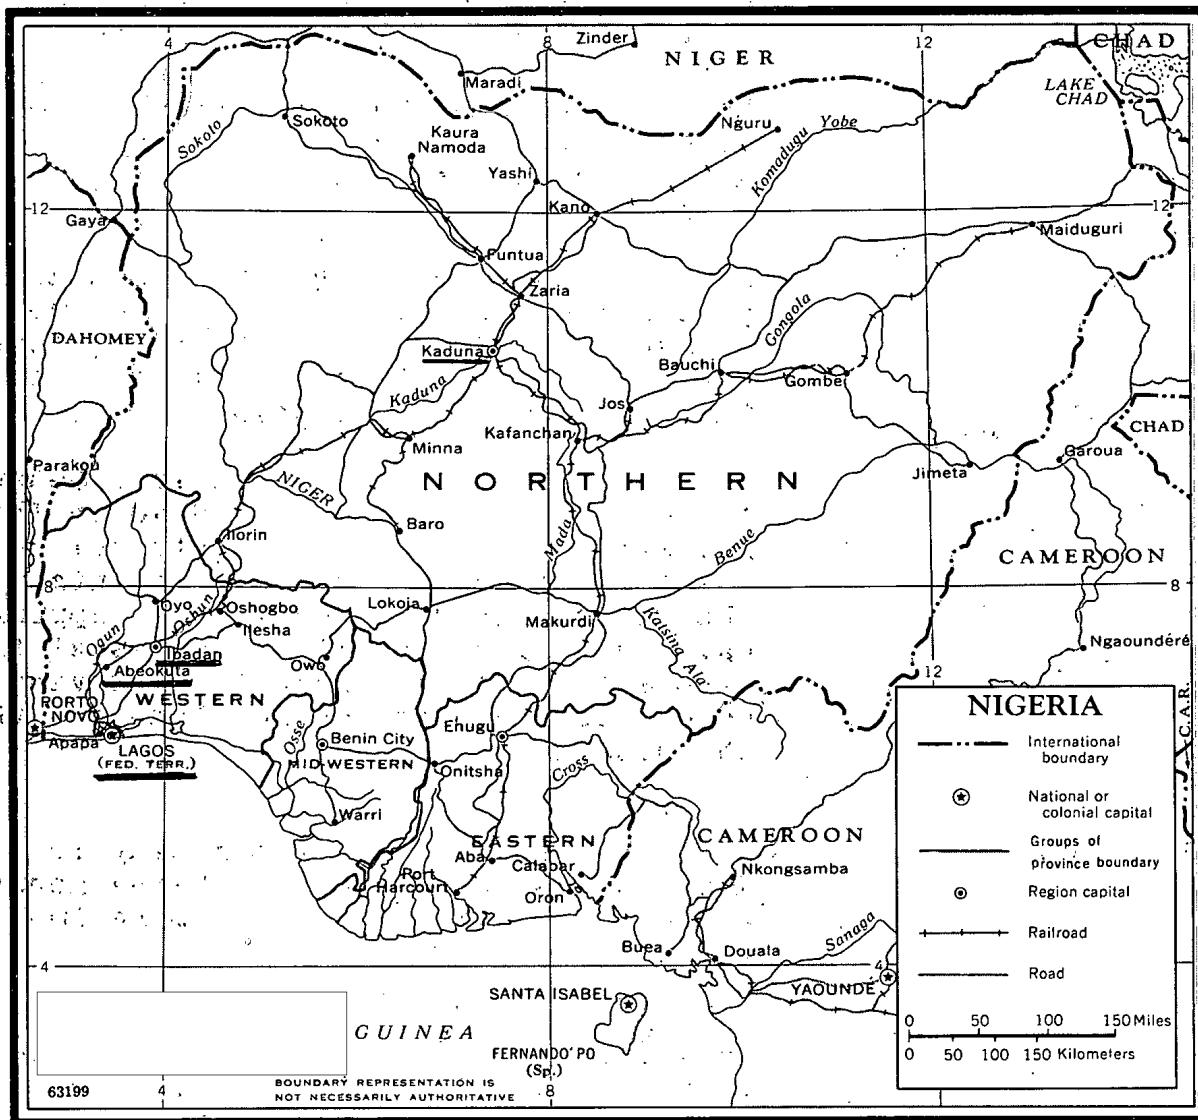 4
8
12
Zinder
NIGER
CHAD
Maradi
LAKE
CHAD
Sokoto
Sokoto
Kaura
Namoda
Nguru
Komadugu Yobe
Yashi
12
Gaya
Kano
12
Maiduguri
Funtua
Zaria
Gongola
DAHOMEY
Kaduna
Bauchi
Gombe
Kaduna
Jos
Minna
Kafanchan
CHAD
Parakou
NORTHERN
Jimeta
Garoua
NIGER
Baro
Mada
Benue
Ilorin
CAMEROON
8
8
Oyo
Oshun
Oshogbo
Lokoja
Makurdi
Katsina Ala
Ogun
Ilesha
Ngaoundéré
Ibadan
Owo
Abeokuta
12
WESTERN
PORTO
NOVO
Apapa
LAGOS
(FED. TERR.)
Osse
Benin City
MID-WESTERN
Enugu
Onitsha
Cross
C.A.R.
Warri
EASTERN
CAMEROON
Aba
Calabar
Nkongsamba
Port
Harcourt
Oron
Buea
Douala
Sanaga
4
4
YAOUNDÉ
SANTA ISABEL
GUINEA
FERNANDO PO
(Sp.)
NIGERIA
International
boundary
National or
colonial capital
Groups of
province boundary
Region capital
Railroad
Road
0 50 100 150 Miles
0 50 100 150 Kilometers
63199
4
BOUNDARY REPRESENTATION IS
NOT NECESSARILY AUTHORITATIVE
8